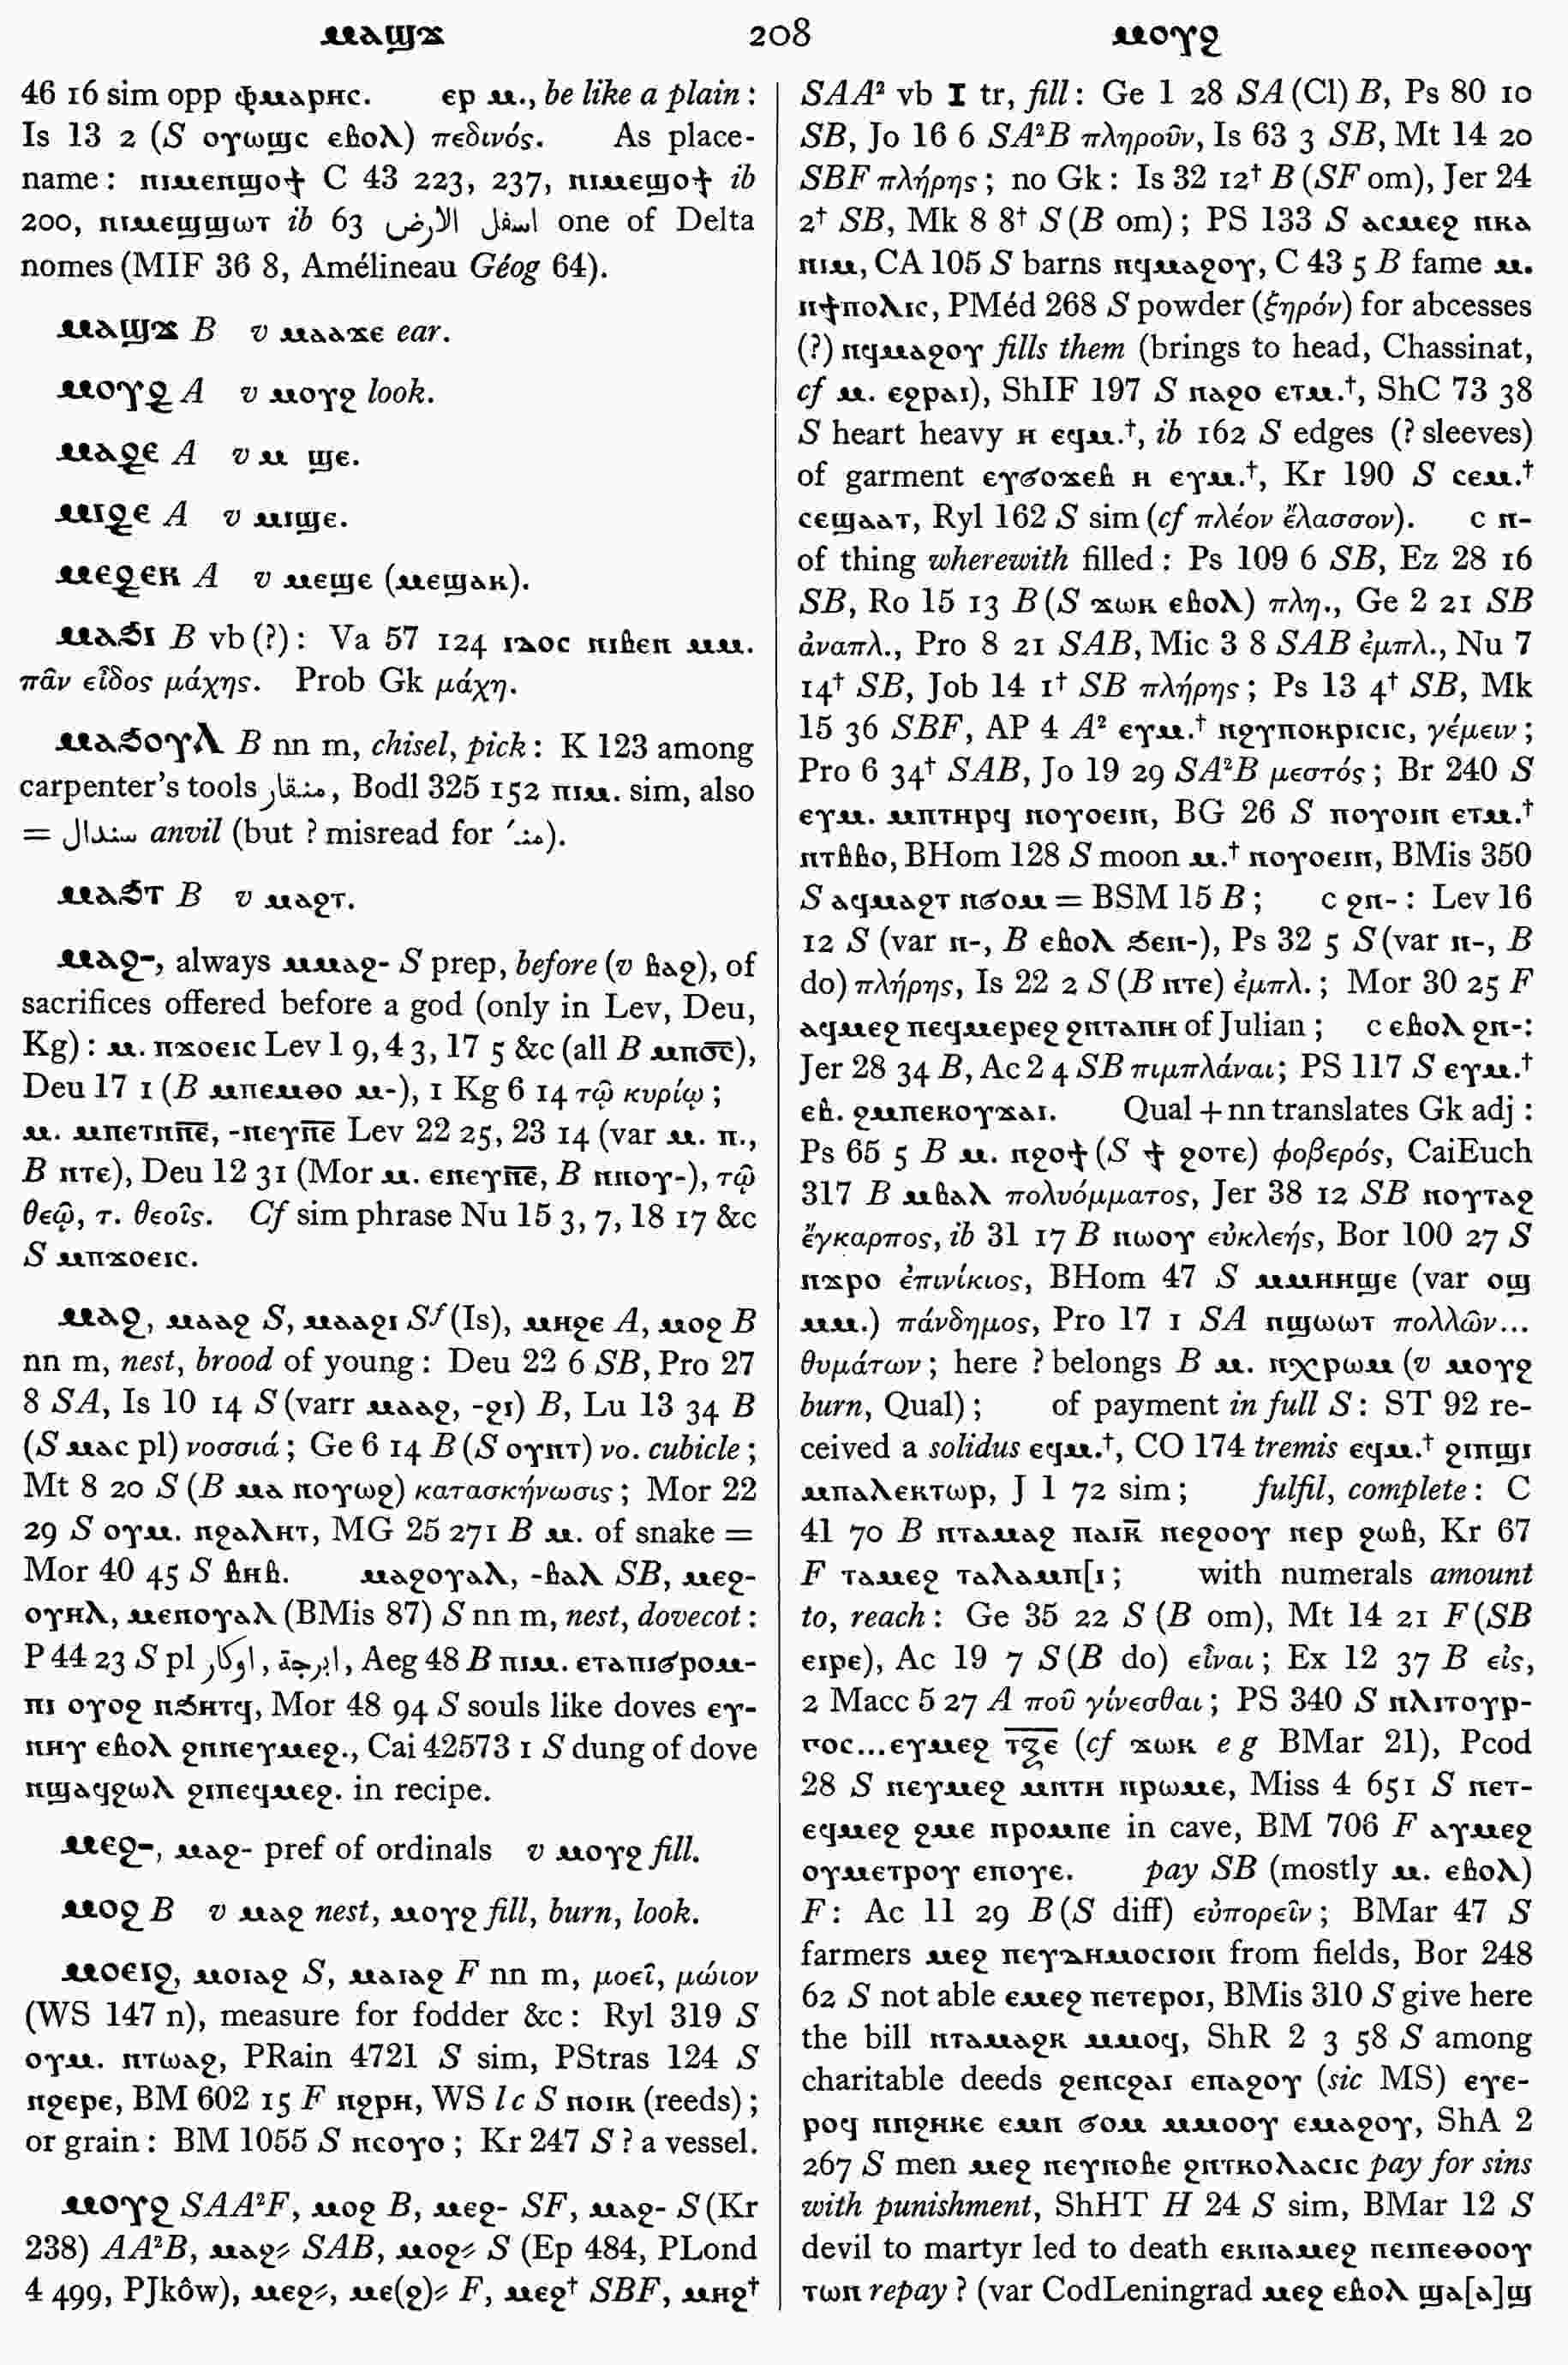 ⲙⲁϣϫ 208 ⲙⲟⲩϩ
46 16 sim opp ⲫⲙⲁⲣⲏⲥ. ⲉⲣ ⲙ., be like a plain:
Is 13 2 (S ⲟⲩⲱϣⲥ ⲉⲃⲟⲗ) πεδινός. As place-
name: ⲡⲓⲙⲉⲛϣⲟϯ C 43 223, 237, ⲡⲓⲙⲉϣⲟϯ ib
200, ⲡⲓⲙⲉϣϣⲱⲧ ib 63 اسفل الارض one of Delta
nomes (MIF 36 8, Amélineau Géog 64).
ⲙⲁϣϫ B v ⲙⲁⲁϫⲉ ear.
ⲙⲟⲩⳉ A v ⲙⲟⲩϩ look.
ⲙⲁⳉⲉ A v ⲙ ϣⲉ.
ⲙⲓⳉⲉ A v ⲙⲓϣⲉ.
ⲙⲉⳉⲉⲕ A v ⲙⲉϣⲉ (ⲙⲉϣⲁⲕ).
ⲙⲁϧⲓ B vb (?): Va 57 124 ⲓⲇⲟⲥ ⲛⲓⲃⲉⲛ ⲙⲙ.
πᾶν εἶδος μάχης. Prob Gk μάχη.
ⲙⲁϧⲟⲩⲗ B nn m, chisel, pick: K 123 among
carpenter's tools منقار, Bodl 325 152 ⲡⲓⲙ. sim, also
= سندال anvil (but ? misread for منـ').
ⲙⲁϧⲧ B v ⲙⲁϩⲧ.
ⲙⲁϩ-, always ⲙⲙⲁϩ- S prep, before (v ⲃⲁϩ), of
sacrifices offered before a god (only in Lev, Deu,
Kg): ⲙ. ⲡϫⲟⲉⲓⲥ Lev 1 9, 4 3, 17 5 &c (all B ⲙⲡϭ̅ⲥ̅),
Deu 17 1 (B ⲙⲡⲉⲙⲑⲟ ⲙ-), 1 Kg 6 14 τῷ κυρίῳ;
ⲙ. ⲙⲡⲉⲧⲛⲛ̅ⲉ̅, -ⲛⲉⲩⲛ̅ⲉ̅ Lev 22 25, 23 14 (var ⲙ. ⲡ.,
B ⲛⲧⲉ), Deu 12 31 (Mor ⲙ. ⲉⲛⲉⲩⲛ̅ⲉ̅, B ⲛⲛⲟⲩ-), τῷ
θεῷ, τ. θεοῖς. Cf sim phrase Nu 15 3, 7, 18 17 &c
S ⲙⲡϫⲟⲉⲓⲥ.
ⲙⲁϩ, ⲙⲁⲁϩ S, ⲙⲁⲁϩⲓ Sf (Is), ⲙⲏϩⲉ A, ⲙⲟϩ B
nn m, nest, brood of young: Deu 22 6 SB, Pro 27
8 SA, Is 10 14 S (varr ⲙⲁⲁϩ, -ϩⲓ) B, Lu 13 34 B
(S ⲙⲁⲥ pl) νοσσιά; Ge 6 14 B (S ⲟⲩⲛⲧ) νο. cubicle;
Mt 8 20 S (B ⲙⲁ ⲛⲟⲩⲱϩ) κατασκήνωσις; Mor 22
29 S ⲟⲩⲙ. ⲛϩⲁⲗⲏⲧ, MG 25 271 B ⲙ. of snake =
Mor 40 45 S ⲃⲏⲃ. ⲙⲁϩⲟⲩⲁⲗ, -ⲃⲁⲗ SB, ⲙⲉϩ-
ⲟⲩⲏⲗ, ⲙⲉⲛⲟⲩⲁⲗ (BMis 87) S nn m, nest, dovecot:
P 44 23 S pl اوكار, ابرجة, Aeg 48 B ⲡⲓⲙ. ⲉⲧⲁⲡⲓϭⲣⲟⲙ-
ⲡⲓ ⲟⲩⲟϩ ⲛϧⲏⲧϥ, Mor 48 94 S souls like doves ⲉⲩ-
ⲛⲏⲩ ⲉⲃⲟⲗ ϩⲛⲛⲉⲩⲙⲉϩ., Cai 42573 1 S dung of dove
ⲛϣⲁϥϩⲱⲗ ϩⲓⲡⲉϥⲙⲉϩ. in recipe.
ⲙⲉϩ-, ⲙⲁϩ- pref of ordinals v ⲙⲟⲩϩ fill.
ⲙⲟϩ B v ⲙⲁϩ nest, ⲙⲟⲩϩ fill, burn, look.
ⲙⲟⲉⲓϩ, ⲙⲟⲓⲁϩ S, ⲙⲁⲓⲁϩ F nn m, μοεῖ, μώιον
(WS 147 n), measure for fodder &c: Ryl 319 S
ⲟⲩⲙ. ⲛⲧⲱⲁϩ, PRain 4721 S sim, PStras 124 S
ⲛϩⲉⲣⲉ, BM 602 15 F ⲛϩⲣⲏ, WS l c S ⲛⲟⲓⲕ (reeds);
or grain: BM 1055 S ⲛⲥⲟⲩⲟ; Kr 247 S ? a vessel.
ⲙⲟⲩϩ SAA²F, ⲙⲟϩ B, ⲙⲉϩ- SF, ⲙⲁϩ- S (Kr
238) AA²B, ⲙⲁϩ⸗ SAB, ⲙⲟϩ⸗ S (Ep 484, PLond
4 499, PJkôw), ⲙⲉϩ⸗, ⲙⲉ(ϩ)⸗ F, ⲙⲉϩ† SBF, ⲙⲏϩ†
SAA² vb I tr, fill: Ge 1 28 SA (Cl) B, Ps 80 10
SB, Jo 16 6 SA²B πληροῦν, Is 63 3 SB, Mt 14 20
SBF πλήρης; no Gk: Is 32 12† B (SF om), Jer 24
2† SB, Mk 8 8† S (B om); PS 133 S ⲁⲥⲙⲉϩ ⲛⲕⲁ
ⲛⲓⲙ, CA 105 S barns ⲛϥⲙⲁϩⲟⲩ, C 43 5 B fame ⲙ.
ⲛϯⲡⲟⲗⲓⲥ, PMéd 268 S powder (ξηρόν) for abcesses
(?) ⲛϥⲙⲁϩⲟⲩ fills them (brings to head, Chassinat,
cf ⲙ. ⲉϩⲣⲁⲓ), ShIF 197 S ⲡⲁϩⲟ ⲉⲧⲙ.†, ShC 73 38
S heart heavy ⲏ ⲉϥⲙ.†, ib 162 S edges (? sleeves)
of garment ⲉⲩϭⲟϫⲉⲃ ⲏ ⲉⲩⲙ.†, Kr 190 S ⲥⲉⲙ.†
ⲥⲉϣⲁⲁⲧ, Ryl 162 S sim (cf πλέον ἔλασσον). c ⲛ-
of thing wherewith filled: Ps 109 6 SB, Ez 28 16
SB, Ro 15 13 B (S ϫⲱⲕ ⲉⲃⲟⲗ) πλη., Ge 2 21 SB
ἀναπλ., Pro 8 21 SAB, Mic 3 8 SAB ἐμπλ., Nu 7
14† SB, Job 14 1† SB πλήρης; Ps 13 4† SB, Mk
15 36 SBF, AP 4 A² ⲉⲩⲙ.† ⲛϩⲩⲡⲟⲕⲣⲓⲥⲓⲥ, γέμειν;
Pro 6 34† SAB, Jo 19 29 SA²B μεστός; Br 240 S
ⲉⲩⲙ. ⲙⲡⲧⲏⲣϥ ⲛⲟⲩⲟⲉⲓⲛ, BG 26 S ⲡⲟⲩⲟⲓⲛ ⲉⲧⲙ.†
ⲛⲧⲃⲃⲟ, BHom 128 S moon ⲙ.† ⲛⲟⲩⲟⲉⲓⲛ, BMis 350
S ⲁϥⲙⲁϩⲧ ⲛϭⲟⲙ = BSM 15 B; c ϩⲛ-: Lev 16
12 S (var ⲛ-, B ⲉⲃⲟⲗ ϧⲉⲛ-), Ps 32 5 S (var ⲛ-, B
do) πλήρης, Is 22 2 S (B ⲛⲧⲉ) ἐμπλ.; Mor 30 25 F
ⲁϥⲙⲉϩ ⲡⲉϥⲙⲉⲣⲉϩ ϩⲛⲧⲁⲡⲏ of Julian; c ⲉⲃⲟⲗ ϩⲛ-:
Jer 28 34 B, Ac 2 4 SB πιμπλάναι; PS 117 S ⲉⲩⲙ.†
ⲉⲃ. ϩⲙⲡⲉⲕⲟⲩϫⲁⲓ. Qual + nn translates Gk adj:
Ps 65 5 B ⲙ. ⲛϩⲟϯ (S ϯ ϩⲟⲧⲉ) φοβερός, CaiEuch
317 B ⲙⲃⲁⲗ πολυόμματος, Jer 38 12 SB ⲛⲟⲩⲧⲁϩ
ἔγκαρπος, ib 31 17 B ⲛⲱⲟⲩ εὐκλεής, Bor 100 27 S
ⲛϫⲣⲟ ἐπινίκιος, BHom 47 S ⲙⲙⲏⲏϣⲉ (var ⲟϣ
ⲙⲙ.) πάνδημος, Pro 17 1 SA ⲛϣⲱⲱⲧ πολλῶν…
θυμάτων; here ? belongs B ⲙ. ⲛⲭⲣⲱⲙ (v ⲙⲟⲩϩ
burn, Qual); of payment in full S: ST 92 re-
ceived a solidus ⲉϥⲙ.†, CO 174 tremis ⲉϥⲙ.† ϩⲓⲡϣⲓ
ⲙⲡⲁⲗⲉⲕⲧⲱⲣ, J 1 72 sim; fulfil, complete: C
41 70 B ⲛⲧⲁⲙⲁϩ ⲡⲁⲓⲕ̅ ⲛⲉϩⲟⲟⲩ ⲛⲉⲣ ϩⲱⲃ, Kr 67
F ⲧⲁⲙⲉϩ ⲧⲁⲗⲁⲙⲡ[ⲓ; with numerals amount
to, reach: Ge 35 22 S (B om), Mt 14 21 F (SB
ⲉⲓⲣⲉ), Ac 19 7 S (B do) εἶναι; Ex 12 37 B εἰς,
2 Macc 5 27 A ποῦ γίνεσθαι; PS 340 S ⲛⲗⲓⲧⲟⲩⲣ-
ⲅⲟⲥ…ⲉⲩⲙⲉϩ ⲧ̅ⲝ̅ⲉ̅ (cf ϫⲱⲕ e g BMar 21), Pcod
28 S ⲛⲉⲩⲙⲉϩ ⲙⲛⲧⲏ ⲛⲣⲱⲙⲉ, Miss 4 651 S ⲛⲉⲧ-
ⲉϥⲙⲉϩ ϩⲙⲉ ⲛⲣⲟⲙⲡⲉ in cave, BM 706 F ⲁⲩⲙⲉϩ
ⲟⲩⲙⲉⲧⲣⲟⲩ ⲉⲛⲟⲩⲉ. pay SB (mostly ⲙ. ⲉⲃⲟⲗ)
F: Ac 11 29 B (S diff) εὐπορεῖν; BMar 47 S
farmers ⲙⲉϩ ⲛⲉⲩⲇⲏⲙⲟⲥⲓⲟⲛ from fields, Bor 248
62 S not able ⲉⲙⲉϩ ⲡⲉⲧⲉⲣⲟⲓ, BMis 310 S give here
the bill ⲛⲧⲁⲙⲁϩⲕ ⲙⲙⲟϥ, ShR 2 3 58 S among
charitable deeds ϩⲉⲛⲥϩⲁⲓ ⲉⲡⲁϩⲟⲩ (sic MS) ⲉⲩⲉ-
ⲣⲟϥ ⲛⲛϩⲏⲕⲉ ⲉⲙⲛ ϭⲟⲙ ⲙⲙⲟⲟⲩ ⲉⲙⲁϩⲟⲩ, ShA 2
267 S men ⲙⲉϩ ⲛⲉⲩⲛⲟⲃⲉ ϩⲛⲧⲕⲟⲗⲁⲥⲓⲥ pay for sins
with punishment, ShHT H 24 S sim, BMar 12 S
devil to martyr led to death ⲉⲕⲛⲁⲙⲉϩ ⲛⲉⲓⲡⲉⲑⲟⲟⲩ
ⲧⲱⲛ repay? (var CodLeningrad ⲙⲉϩ ⲉⲃⲟⲗ ϣⲁ[ⲁ]ϣ